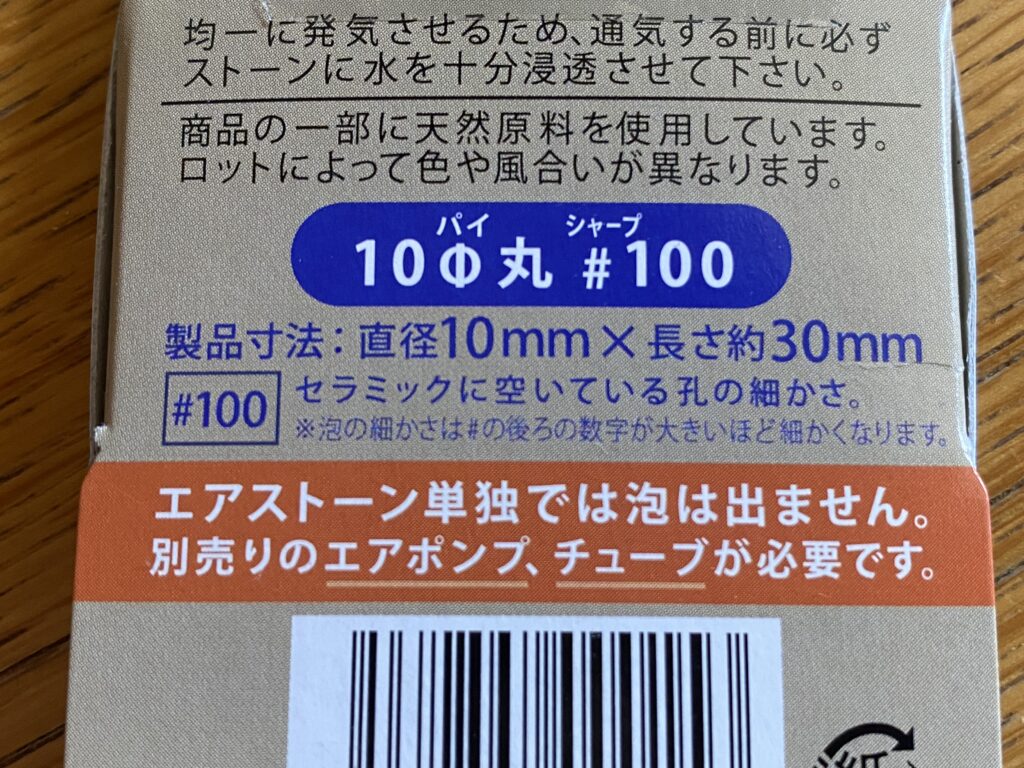 均一に発気させるため、通気する前に必ず
ストーンに水を十分浸透させて下さい。
商品の一部に天然原料を使用しています。
ロットによって色や風合いが異なります。
パイ シャープ
10Φ丸 #100
製品寸法：直径10mm×長さ約30mm
#100 セラミックに空いている孔の細かさ。
※泡の細かさは#の後ろの数字が大きいほど細かくなります。
エアストーン単独では泡は出ません。
別売りのエアポンプ、チューブが必要です。